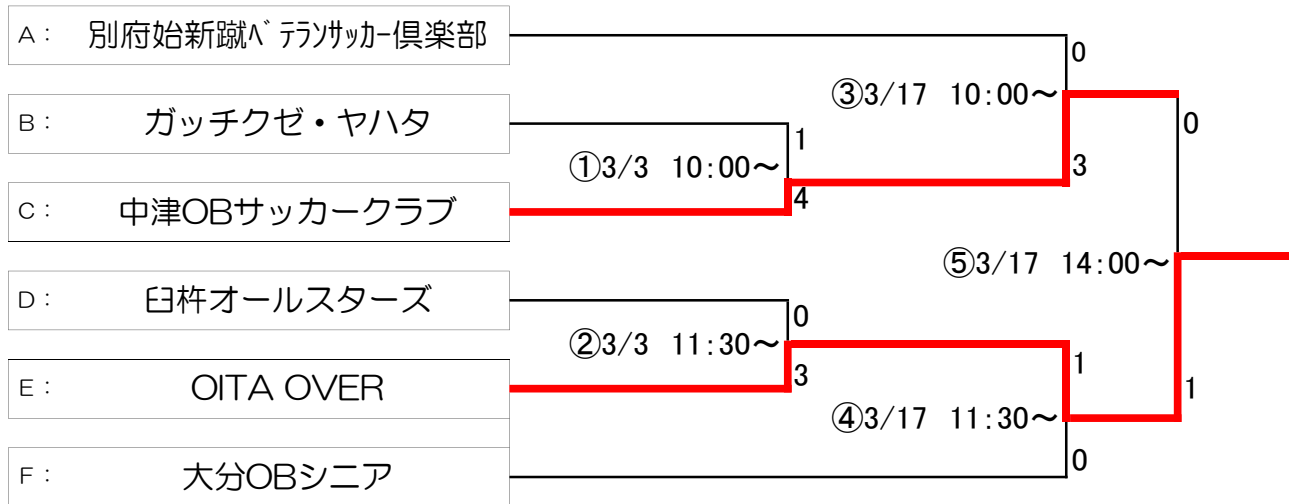 A： 別府始新蹴ﾍﾞﾃﾗﾝｻｯｶｰ倶楽部
0
③3/17 10:00～
B： ガッチクゼ・ヤハタ
0
1
①3/3 10:00～
3
4
C： 中津OBサッカークラブ
⑤3/17 14:00～
D： 臼杵オールスターズ
0
②3/3 11:30～
1
3
E： OITA OVER
1
④3/17 11:30～
0
F： 大分OBシニア